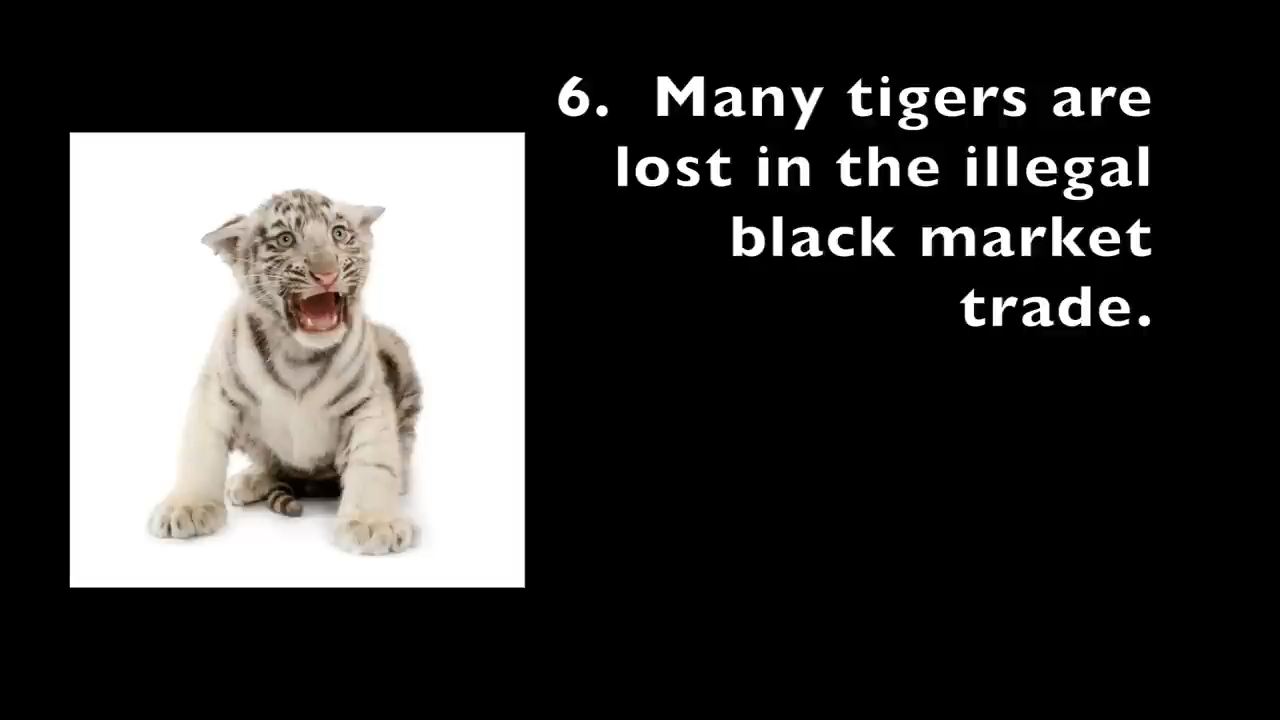 6. Many tigers are
lost in the illegal
black market
trade.